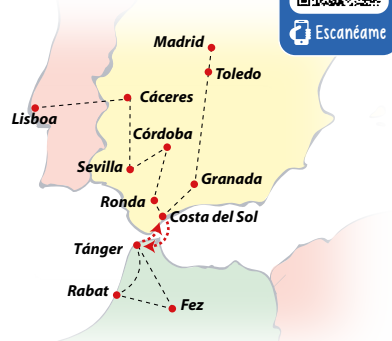 Escanéame
Madrid
Toledo
Cáceres
Lisboa
Córdoba
Sevilla
Granada
Ronda
Costa del Sol
Tánger
Rabat
Fez